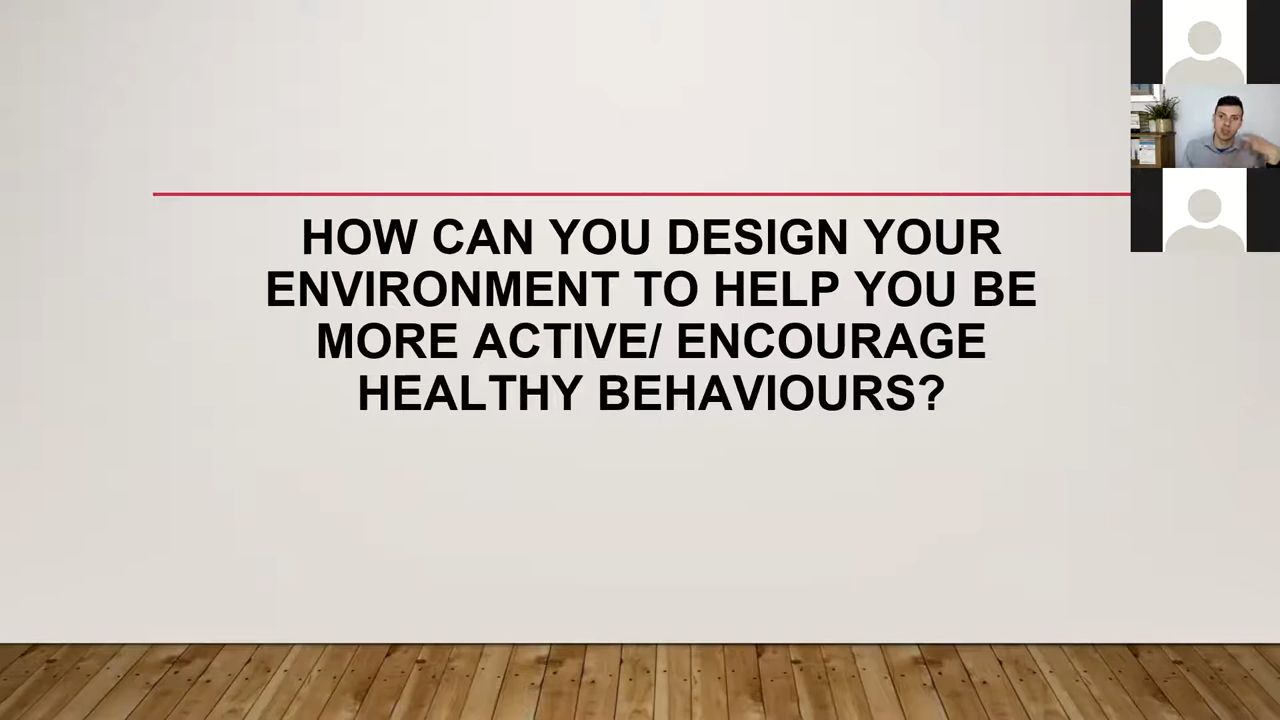 HOW CAN YOU DESIGN YOUR
ENVIRONMENT TO HELP YOU BE
MORE ACTIVE/ ENCOURAGE
HEALTHY BEHAVIOURS?